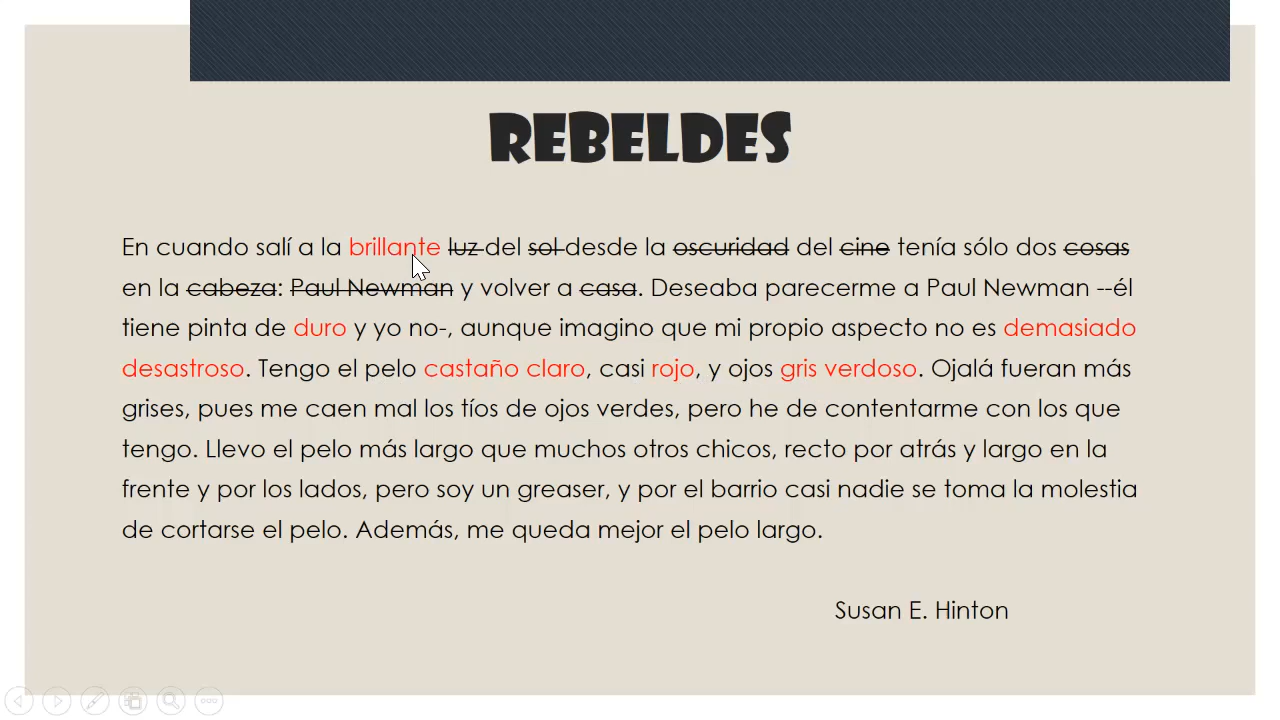 REBELDES
En cuando salí a la brillante luz del sol desde la oscuridad del cine tenía sólo dos cosas
en la cabeza: Paul Newman y volver a casa. Deseaba parecerme a Paul Newman --él
tiene pinta de duro y yo no-, aunque imagino que mi propio aspecto no es demasiado
desastroso. Tengo el pelo castaño claro, casi rojo, y ojos gris verdoso. Ojalá fueran más
grises, pues me caen mal los tíos de ojos verdes, pero he de contentarme con los que
tengo. Llevo el pelo más largo que muchos otros chicos, recto por atrás y largo en la
frente y por los lados, pero soy un greaser, y por el barrio casi nadie se toma la molestia
de cortarse el pelo. Además, me queda mejor el pelo largo.
Susan E. Hinton